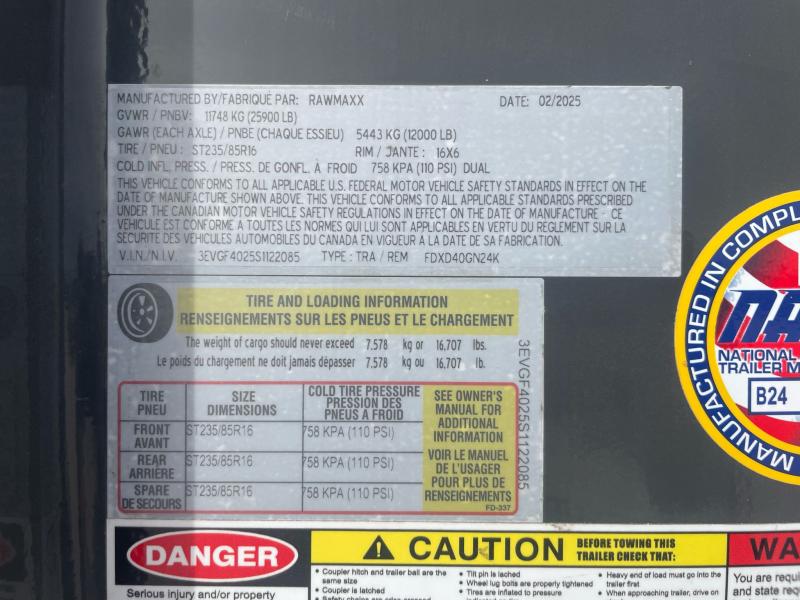 MANUFACTURED BY/FABRIQUÉ PAR: RAWMAXX DATE: 02/2025
GVWR / PNBV: 11748 KG (25900 LB)
GAWR (EACH AXLE) / PNBE (CHAQUE ESSIEU) 5443 KG (12000 LB)
TIRE / PNEU: ST235/85R16 RIM / JANTE: 16X6
COLD INFL. PRESS. / PRESS. DE GONFL. À FROID 758 KPA (110 PSI) DUAL
THIS VEHICLE CONFORMS TO ALL APPLICABLE U.S. FEDERAL MOTOR VEHICLE SAFETY STANDARDS IN EFFECT ON THE
DATE OF MANUFACTURE SHOWN ABOVE. THIS VEHICLE CONFORMS TO ALL APPLICABLE STANDARDS PRESCRIBED
UNDER THE CANADIAN MOTOR VEHICLE SAFETY REGULATIONS IN EFFECT ON THE DATE OF MANUFACTURE - CE
VEHICULE EST CONFORME A TOUTES LES NORMES QUI LUI SONT APPLICABLES EN VERTU DU REGLEMENT SUR LA
SECURITE DES VEHICULES AUTOMOBILES DU CANADA EN VIGUEUR A LA DATE DE SA FABRICATION.
V.I.N./N.I.V. 3EVGF4025S1122085 TYPE: TRA / REM FDXD40GN24K
TIRE AND LOADING INFORMATION
RENSEIGNEMENTS SUR LES PNEUS ET LE CHARGEMENT
The weight of cargo should never exceed 7,578 kg or 16,707 lbs.
Le poids du chargement ne doit jamais dépasser 7,578 kg ou 16,707 lb.
3EVGF4025S1122085
TIRE
PNEU
SIZE
DIMENSIONS
COLD TIRE PRESSURE
PRESSION DES
PNEUS A FROID
FRONT
AVANT
ST235/85R16 758 KPA (110 PSI)
REAR
ARRIÈRE
ST235/85R16 758 KPA (110 PSI)
SPARE
DE SECOURS
ST235/85R16 758 KPA (110 PSI)
SEE OWNER'S
MANUAL FOR
ADDITIONAL
INFORMATION
VOIR LE MANUEL
DE L'USAGER
POUR PLUS DE
RENSEIGNEMENTS
FD-337
MANUFACTURED IN COMPL
NATIONAL
TRAILER M
B24
MANUFACTURE
DANGER
Serious injury and/or property
CAUTION
BEFORE TOWING THIS
TRAILER CHECK THAT:
• Coupler hitch and trailer ball are the
same size
• Coupler is latched
• Tilt pin is lached
• Wheel lug bolts are properly tightened
• Tires are inflated to pressure
• Heavy end of load must go into the
trailer first
• When approaching trailer, drive on
WA
You are requi
and state req